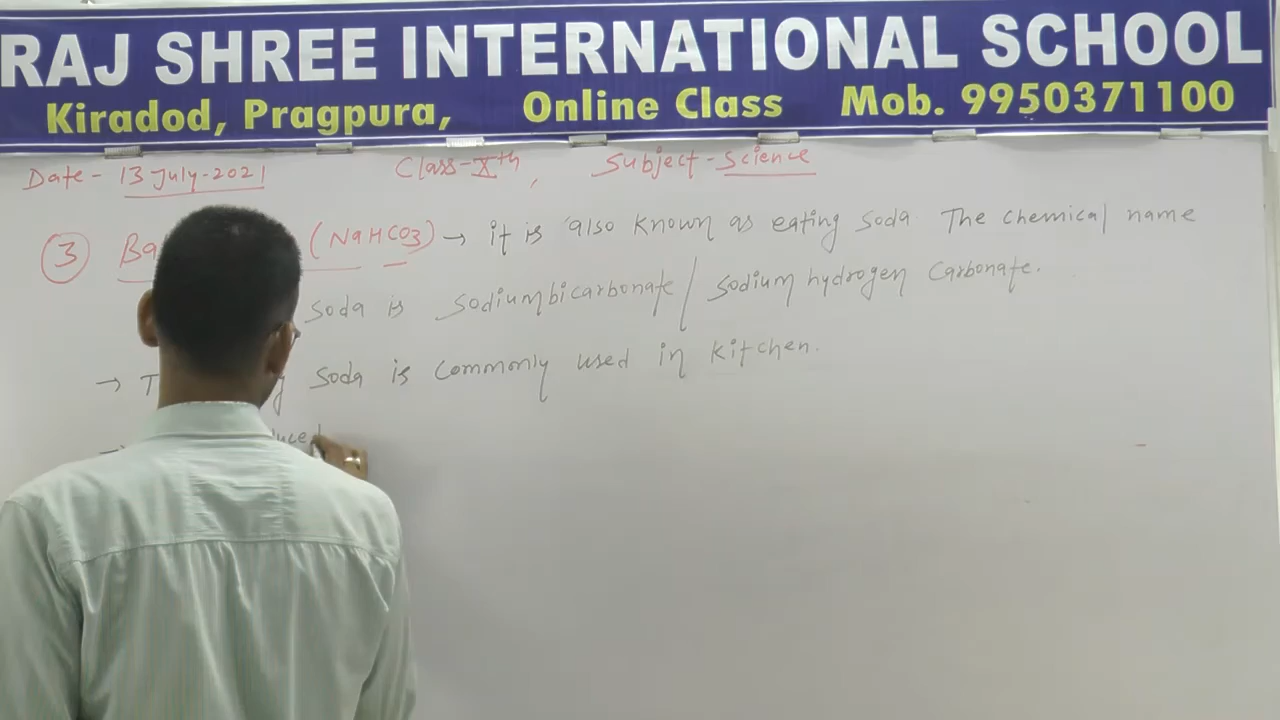 RAJ SHREE INTERNATIONAL SCHOOL
Kiradod, Pragpura, Online Class Mob. 9950371100
Date - 13 July-2021 Class-Xth, Subject-Science
③ Ba (NaHCO3) → it is also known as eating soda. The chemical name
soda is sodiumbicarbonate / sodium hydrogen carbonate.
→ T g soda is commonly used in kitchen.
→ duced